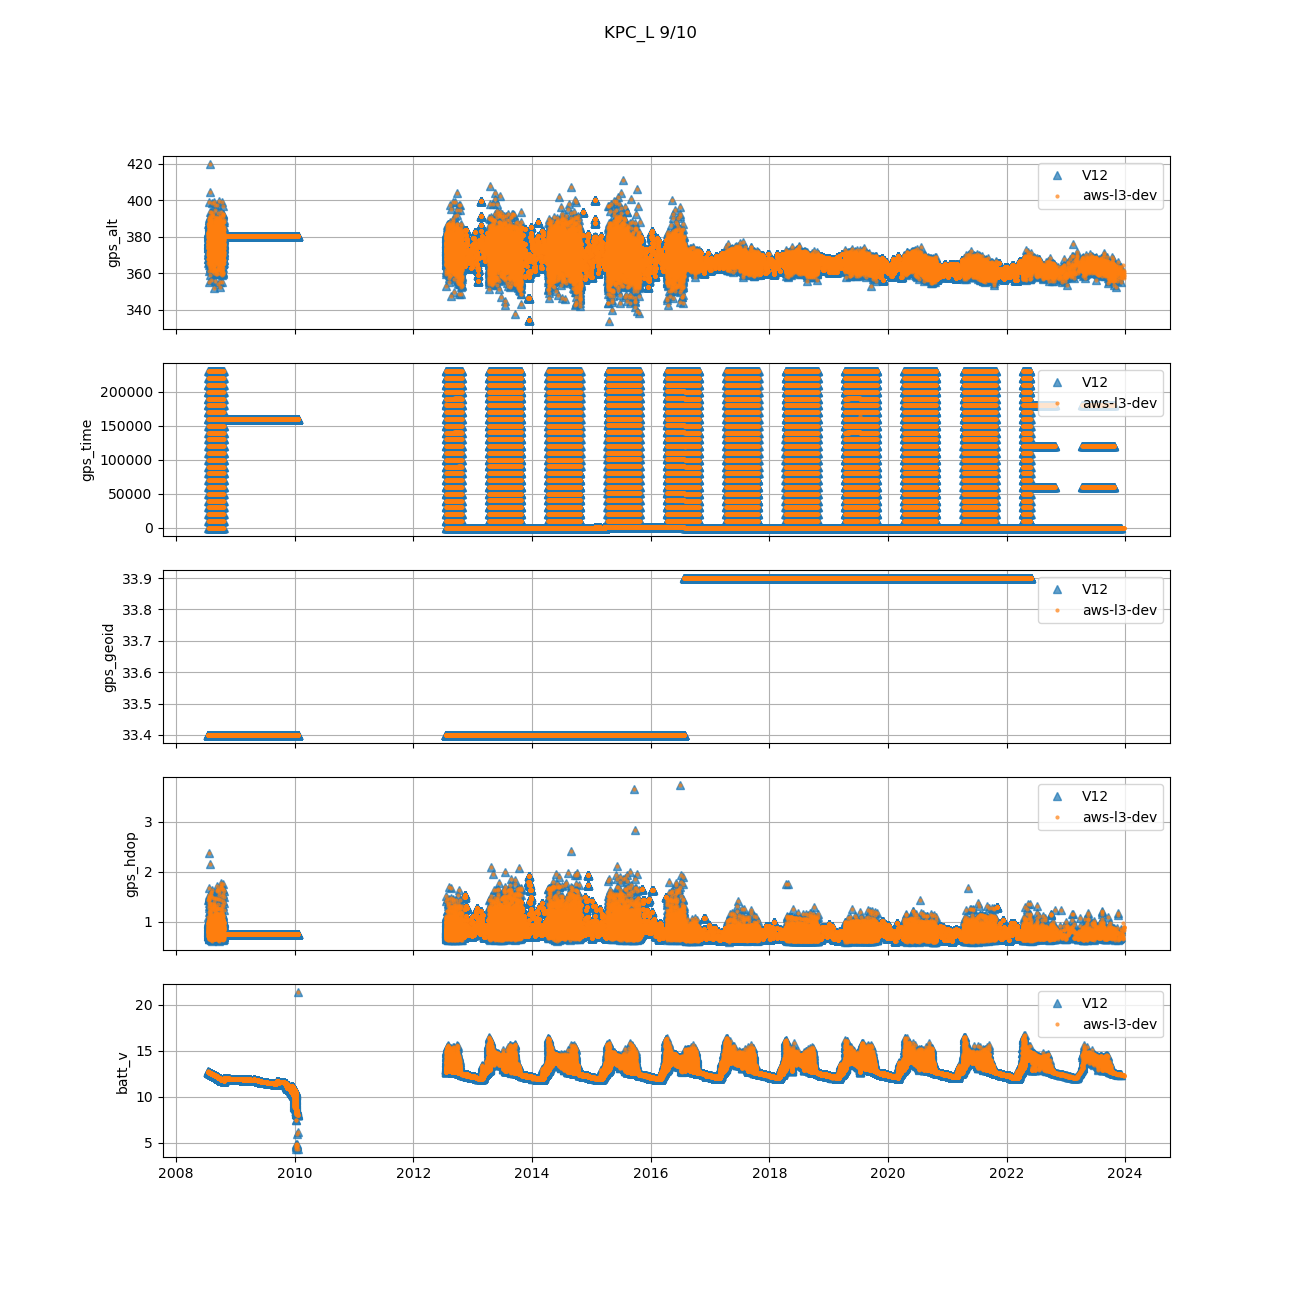 KPC_L 9/10
420
400
380
360
340
gps_alt
V12
aws-l3-dev
200000
150000
100000
50000
0
gps_time
V12
aws-l3-dev
33.9
33.8
33.7
33.6
33.5
33.4
gps_geoid
V12
aws-l3-dev
3
2
1
gps_hdop
V12
aws-l3-dev
20
15
10
5
batt_v
V12
aws-l3-dev
2008 2010 2012 2014 2016 2018 2020 2022 2024